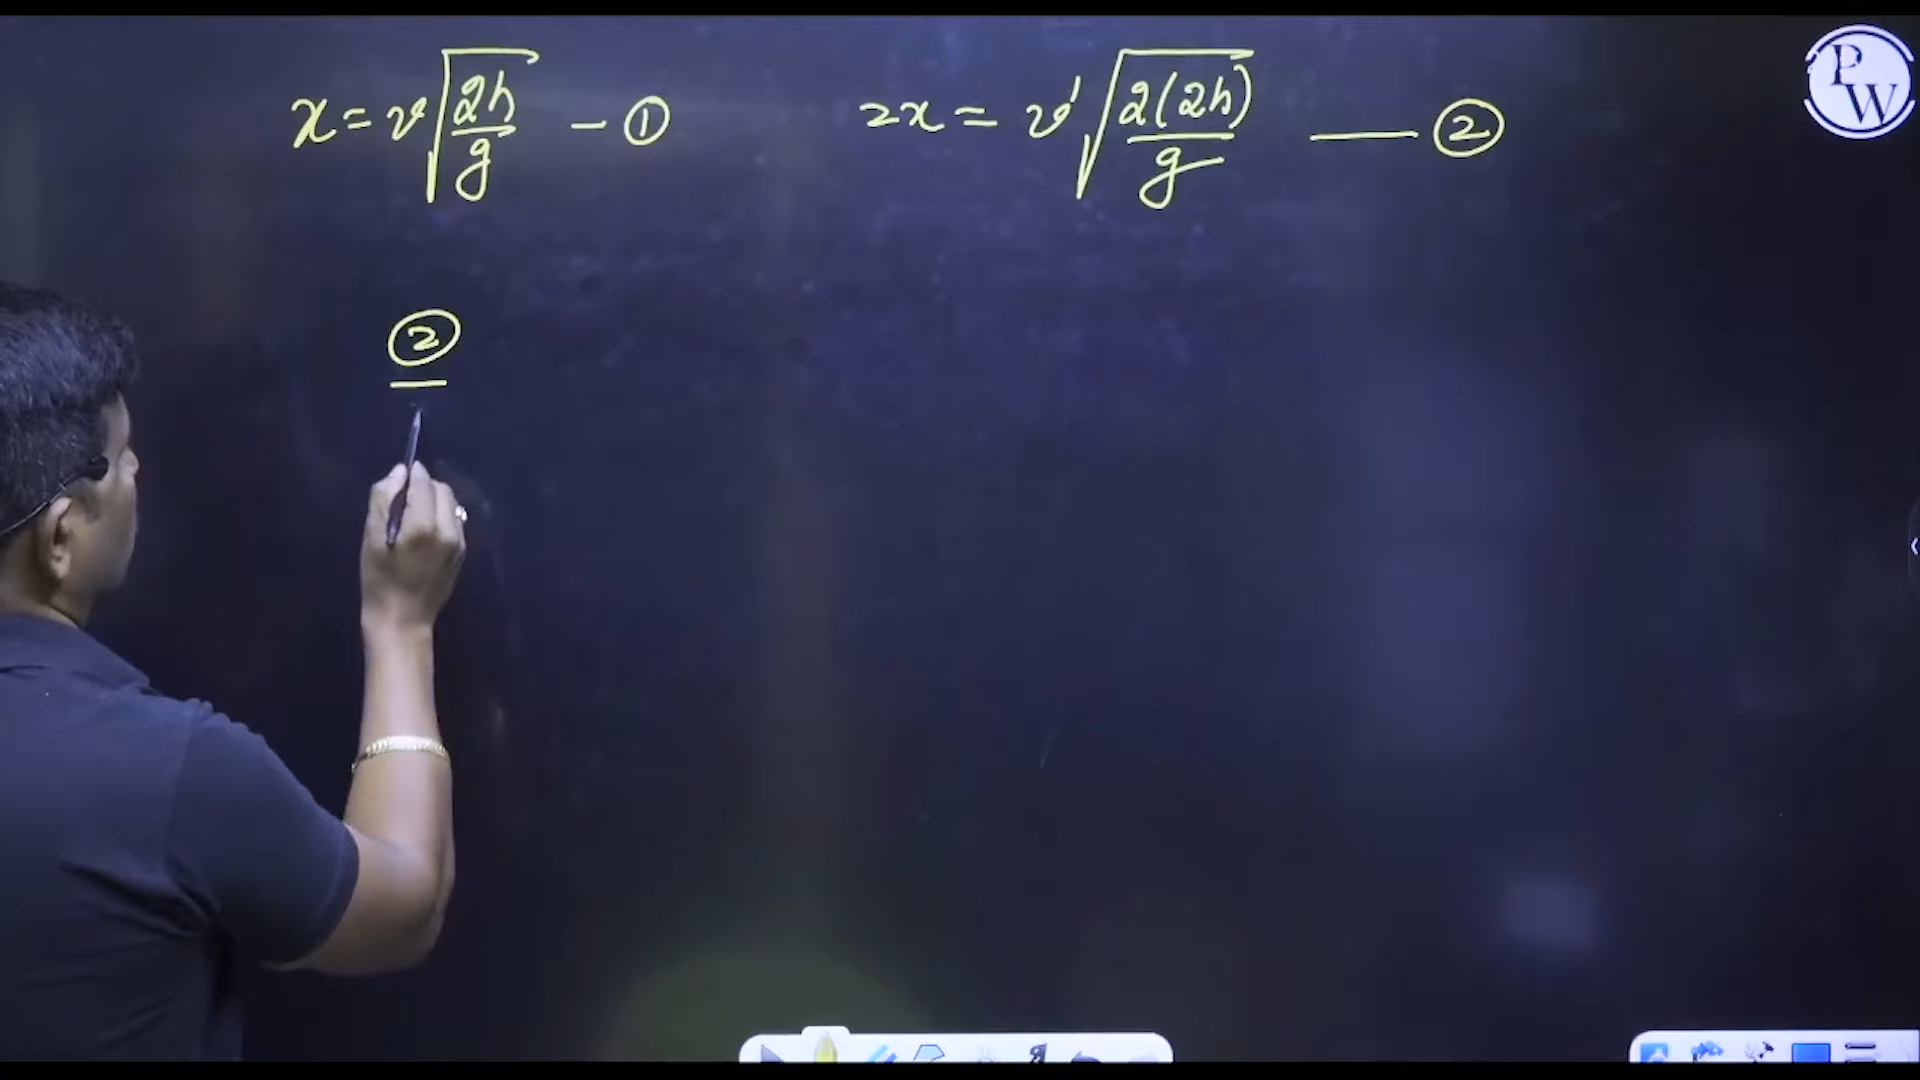 x = v √(2h/g) — ①
2x = v' √(2(2h)/g) —— ②
②
PW